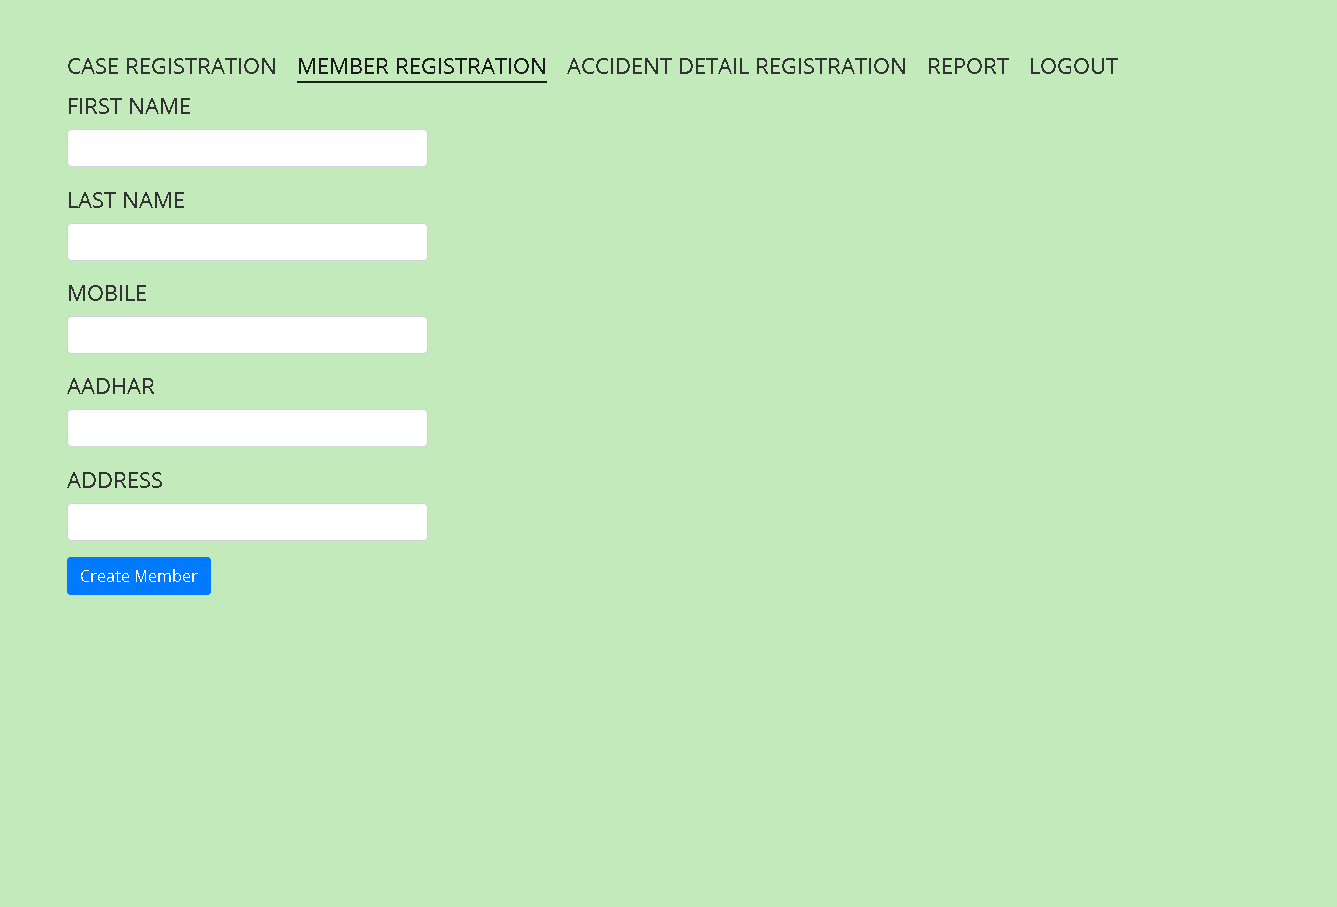 CASE REGISTRATION MEMBER REGISTRATION ACCIDENT DETAIL REGISTRATION REPORT LOGOUT
FIRST NAME
LAST NAME
MOBILE
AADHAR
ADDRESS
Create Member